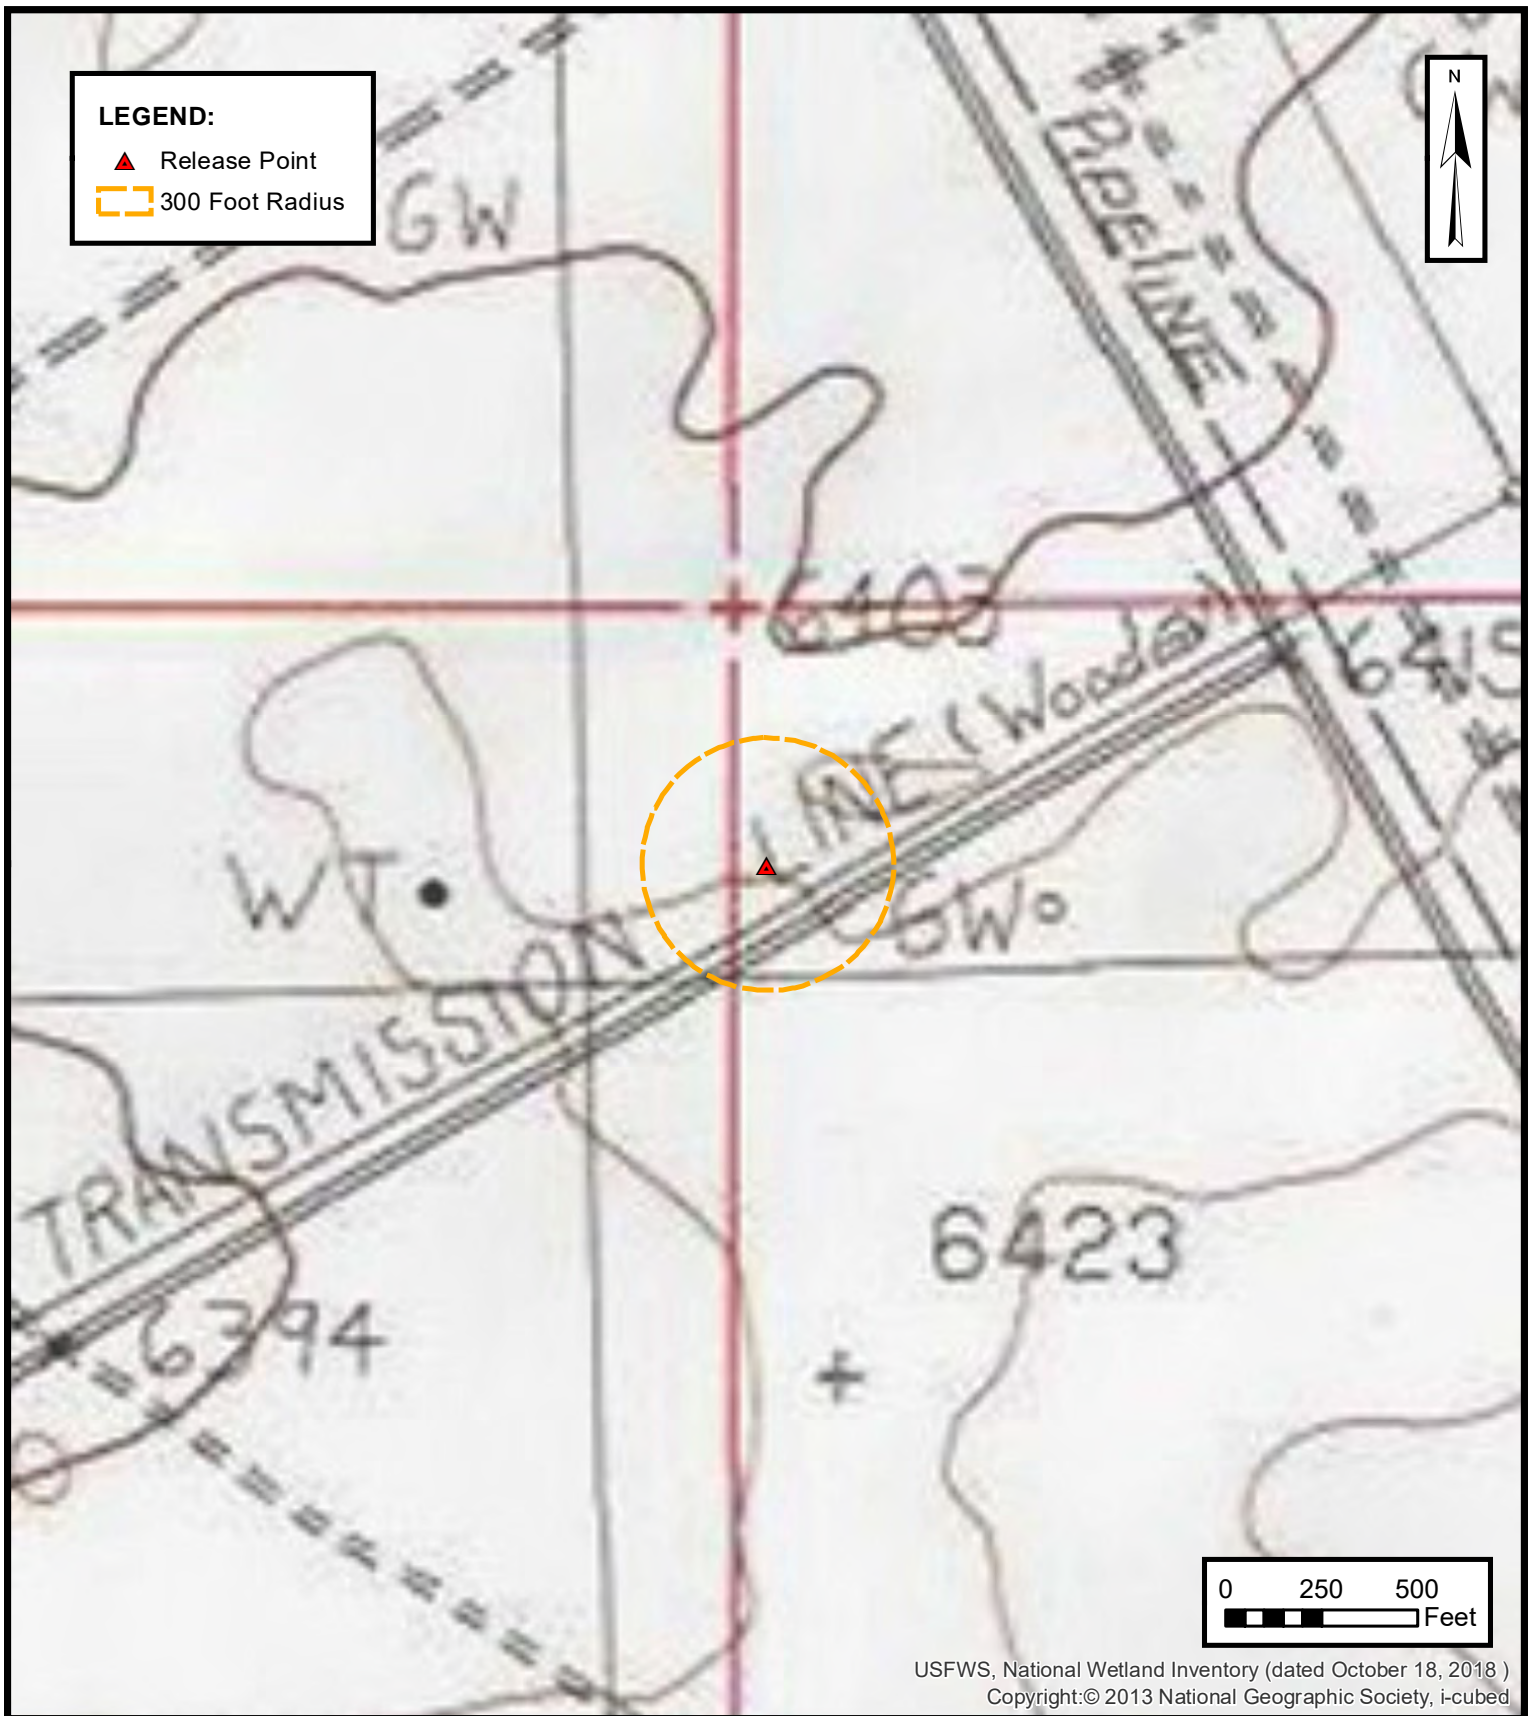 LEGEND:
Release Point
300 Foot Radius
N
GW
PIPELINE
6403
TRANSMISSION LINE (Wooden)
WT
GWo
6423
6394
0 250 500
Feet
USFWS, National Wetland Inventory (dated October 18, 2018 )
Copyright:© 2013 National Geographic Society, i-cubed